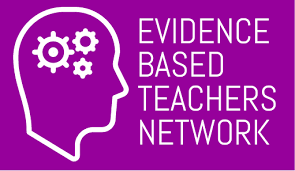 EVIDENCE
BASED
TEACHERS
NETWORK